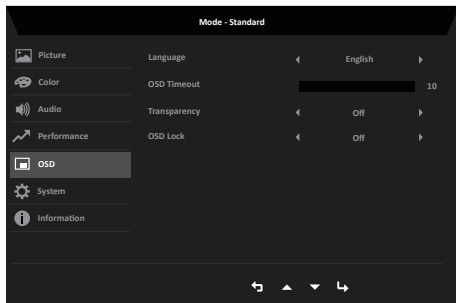 Mode - Standard
Picture
Color
Audio
Performance
OSD
System
Information
Language English
OSD Timeout 10
Transparency Off
OSD Lock Off